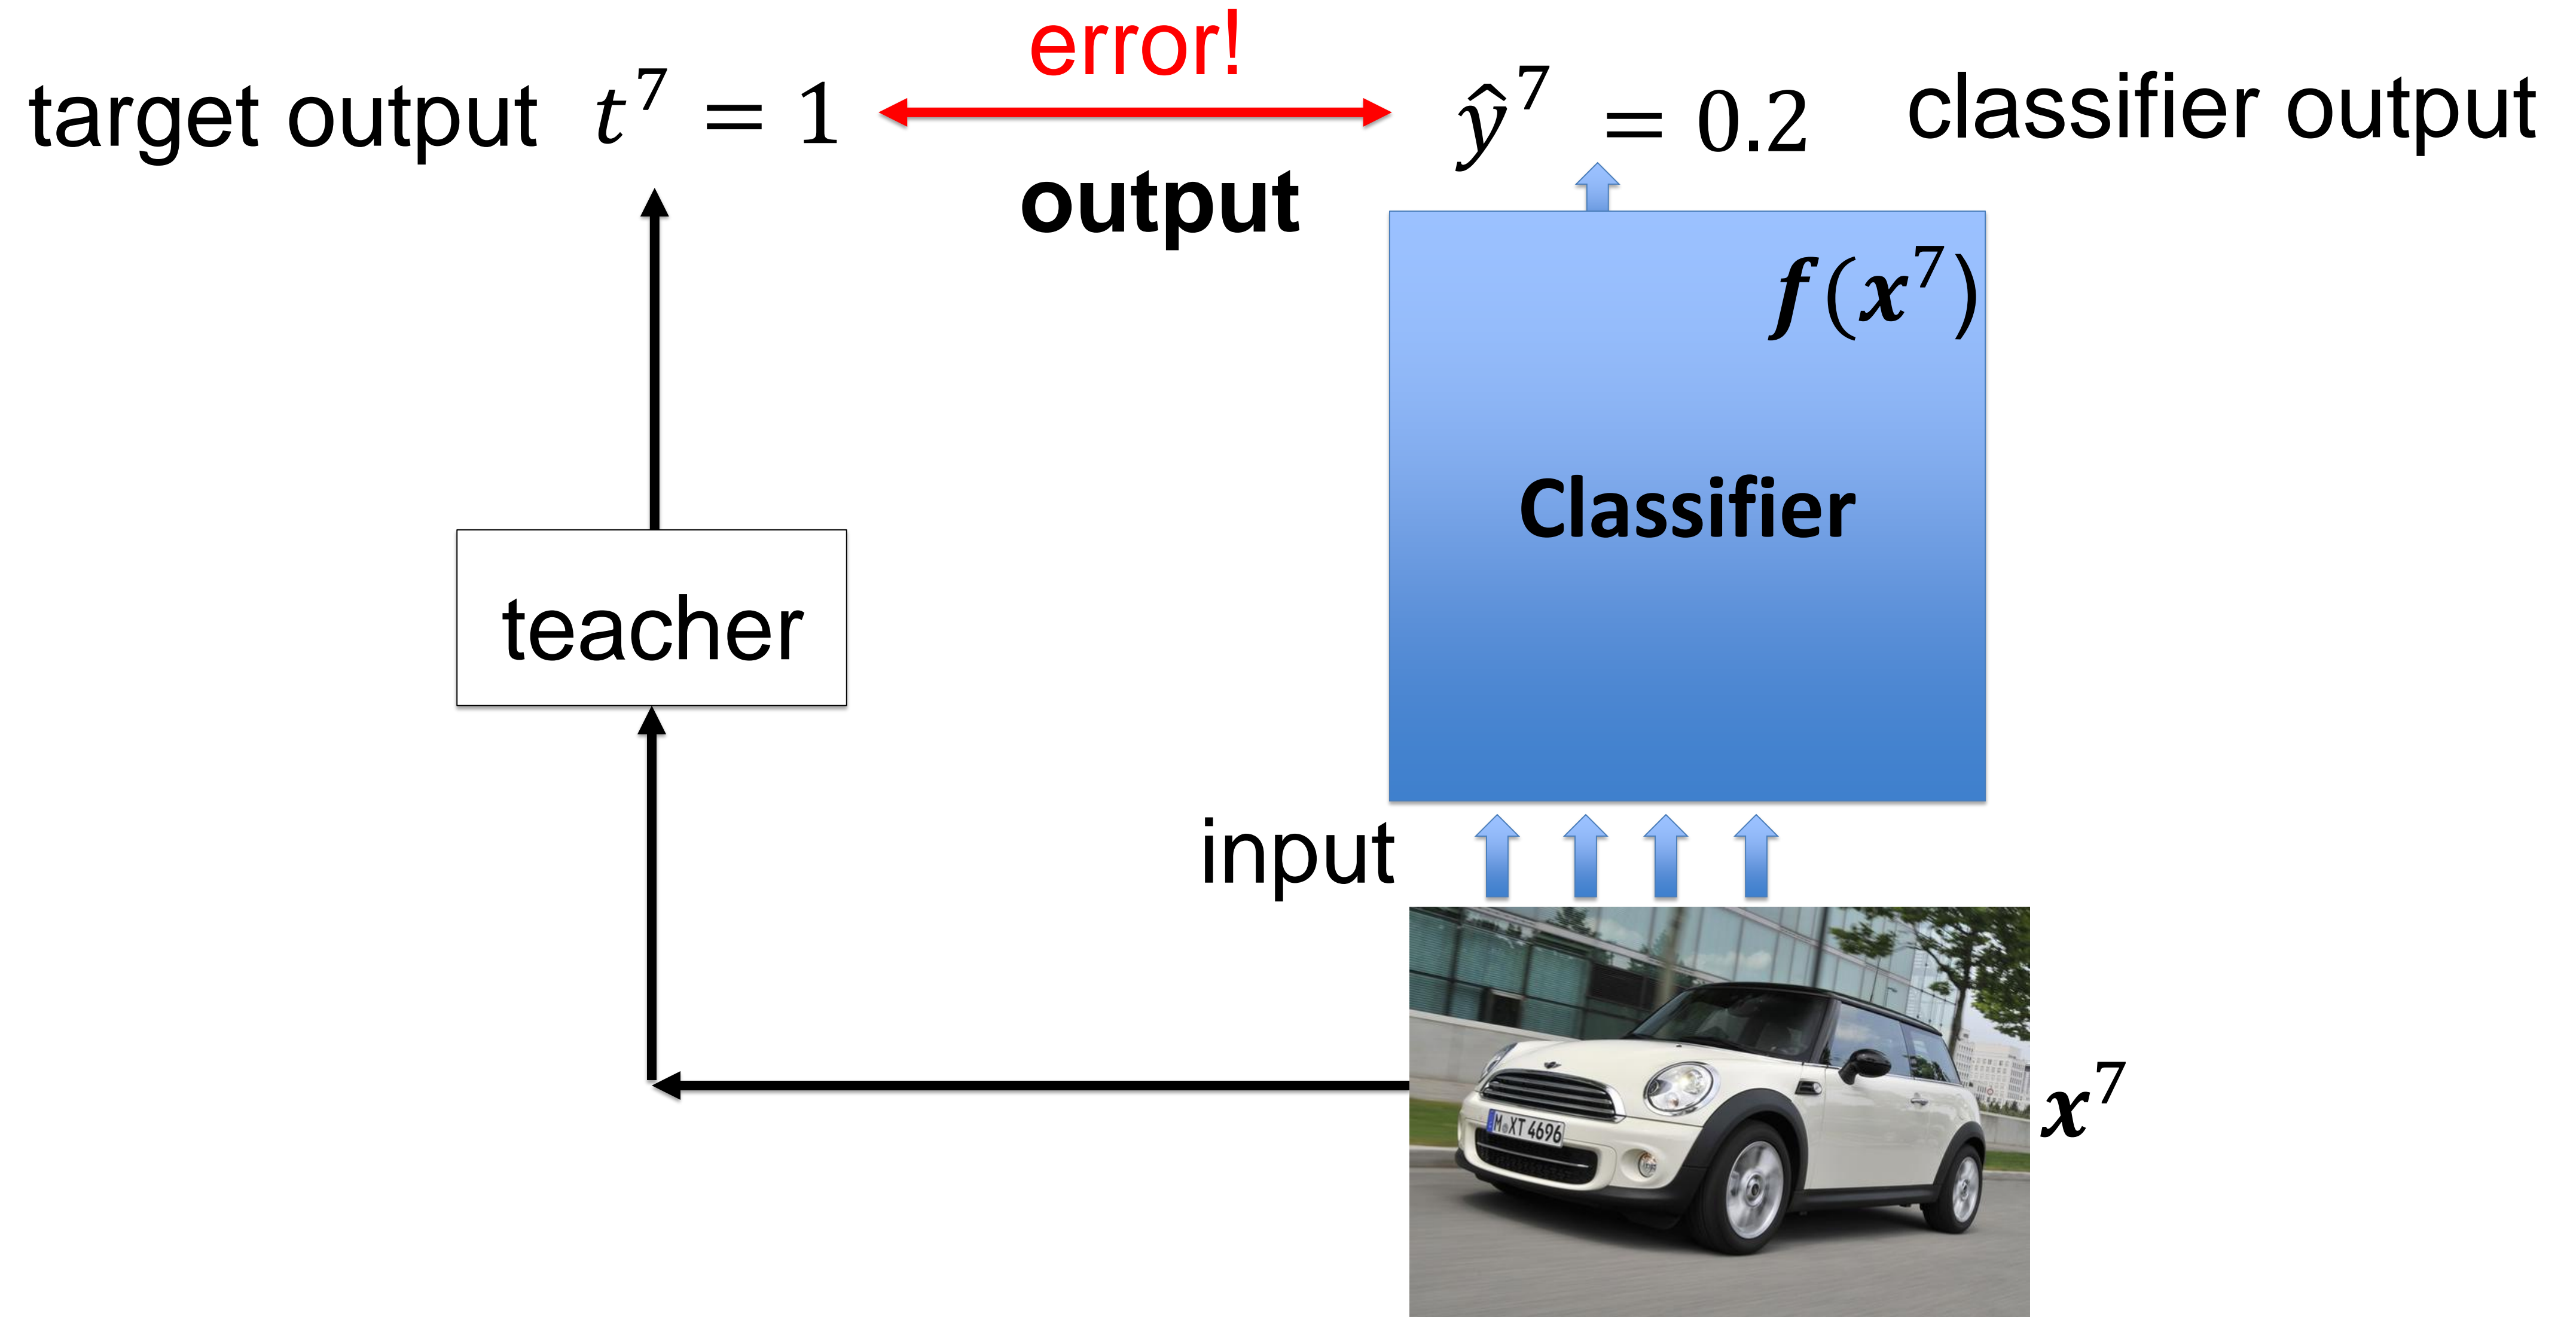 error!
target output t⁷ = 1
ŷ⁷ = 0.2 classifier output
output
f(x⁷)
Classifier
teacher
input
M XT 4696
x⁷